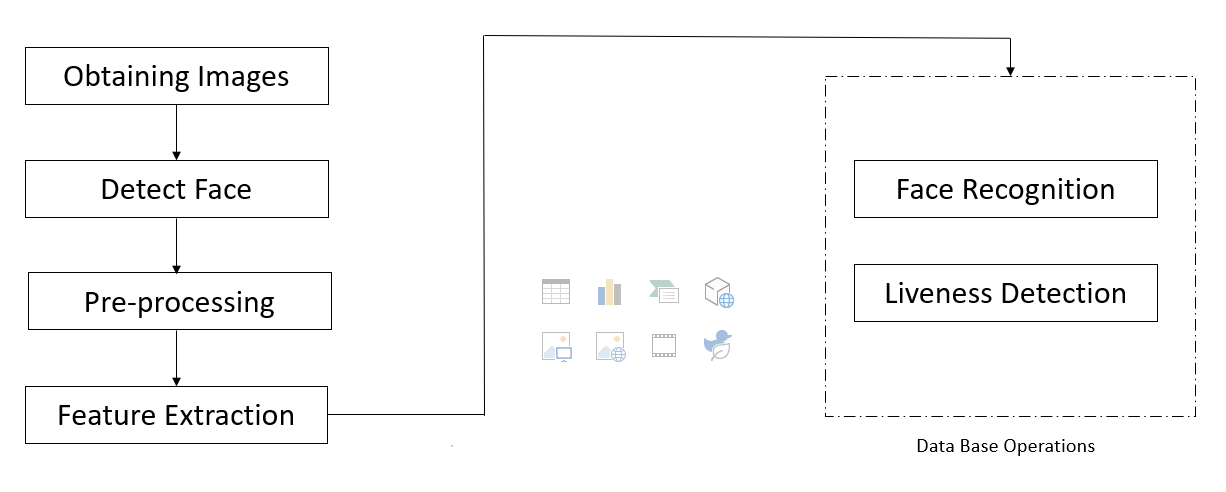 Obtaining Images
Detect Face
Pre-processing
Feature Extraction
Face Recognition
Liveness Detection
Data Base Operations